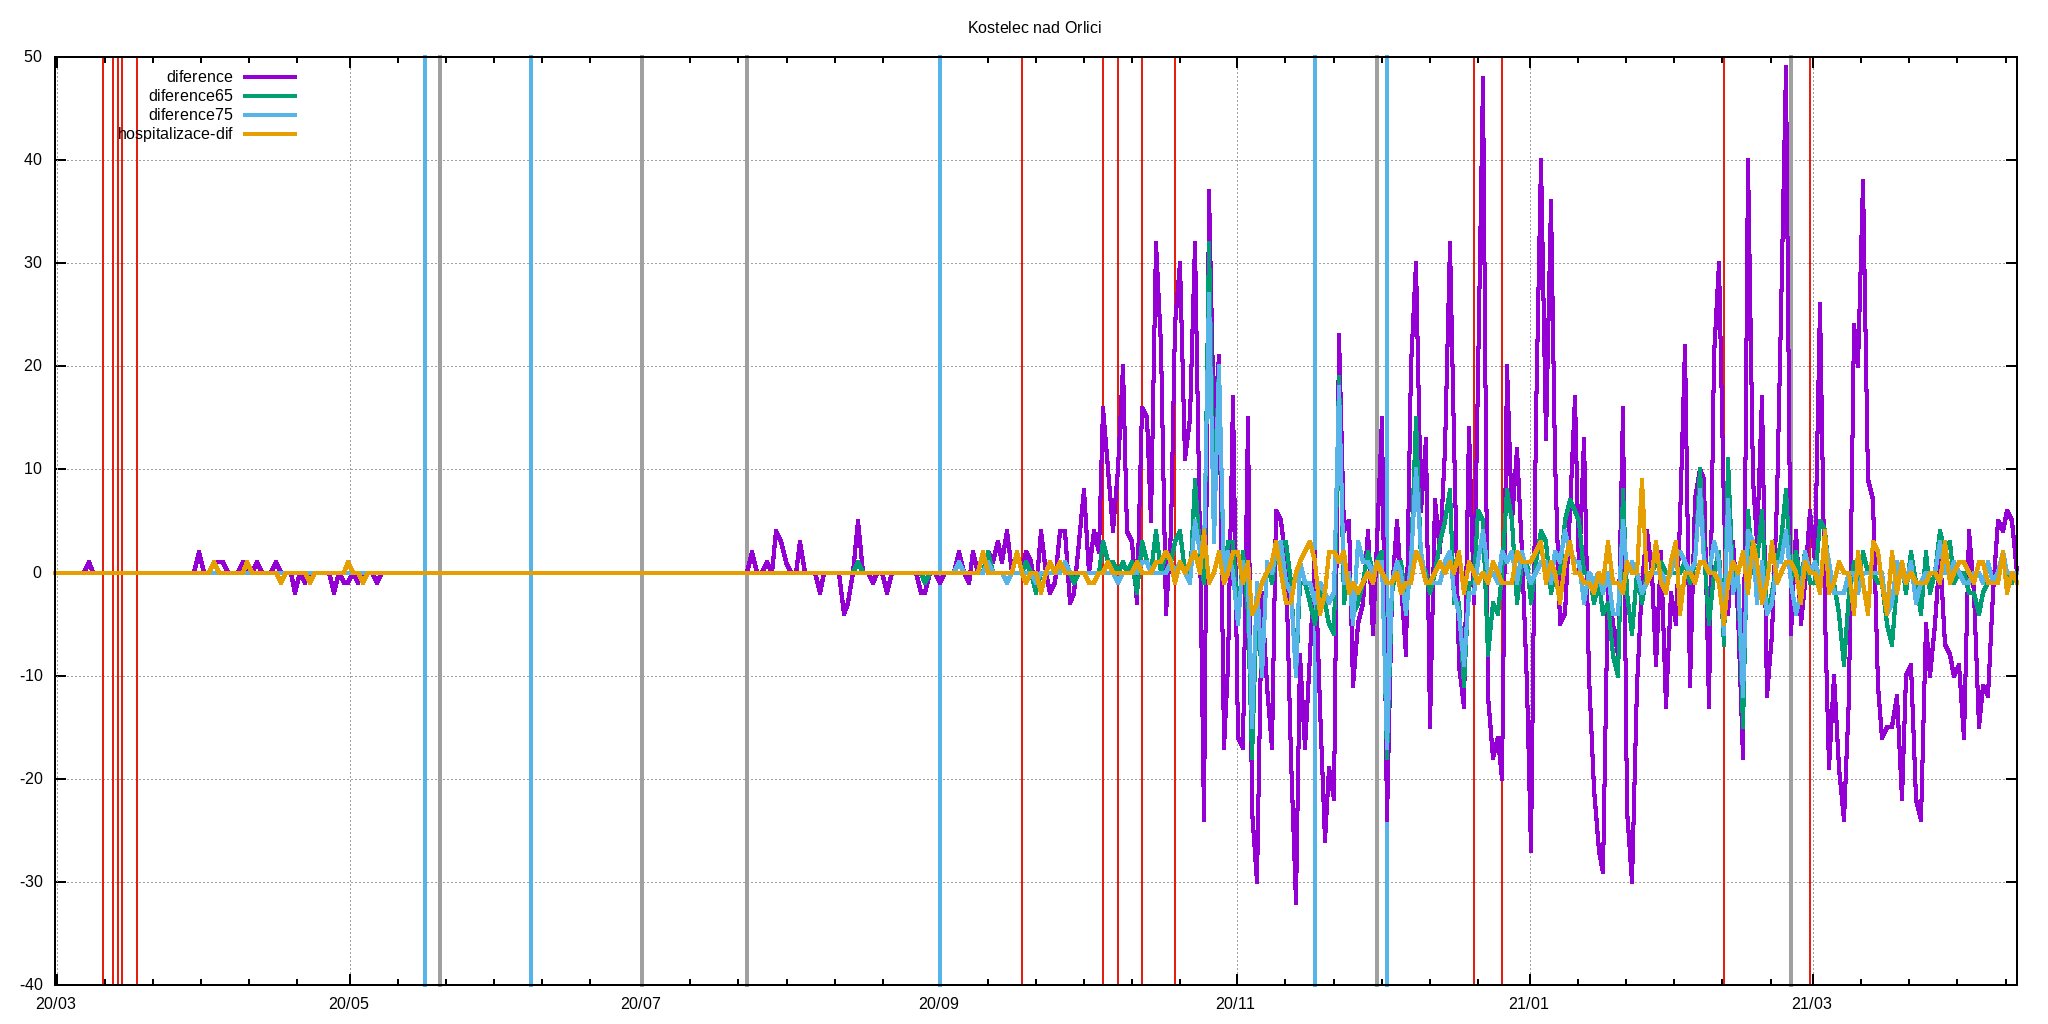 Kostelec nad Orlici
50
diference
diference65
diference75
hospitalizace-dif
40
30
20
10
0
-10
-20
-30
-40
20/03 20/05 20/07 20/09 20/11 21/01 21/03